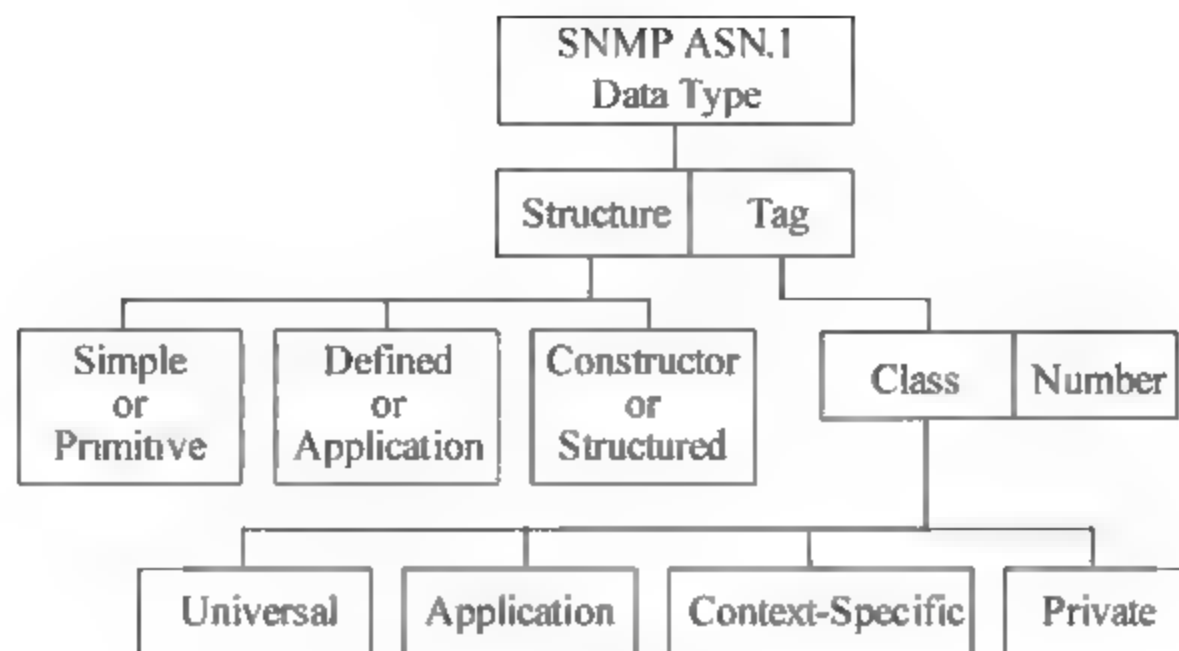 SNMP ASN.1
Data Type
Structure
Tag
Simple
or
Primitive
Defined
or
Application
Constructor
or
Structured
Class
Number
Universal
Application
Context-Specific
Private